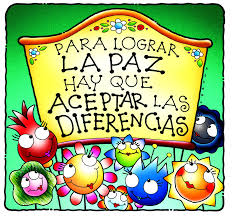 PARA LOGRAR
LA PAZ
HAY QUE
ACEPTAR LAS
DIFERENCIAS